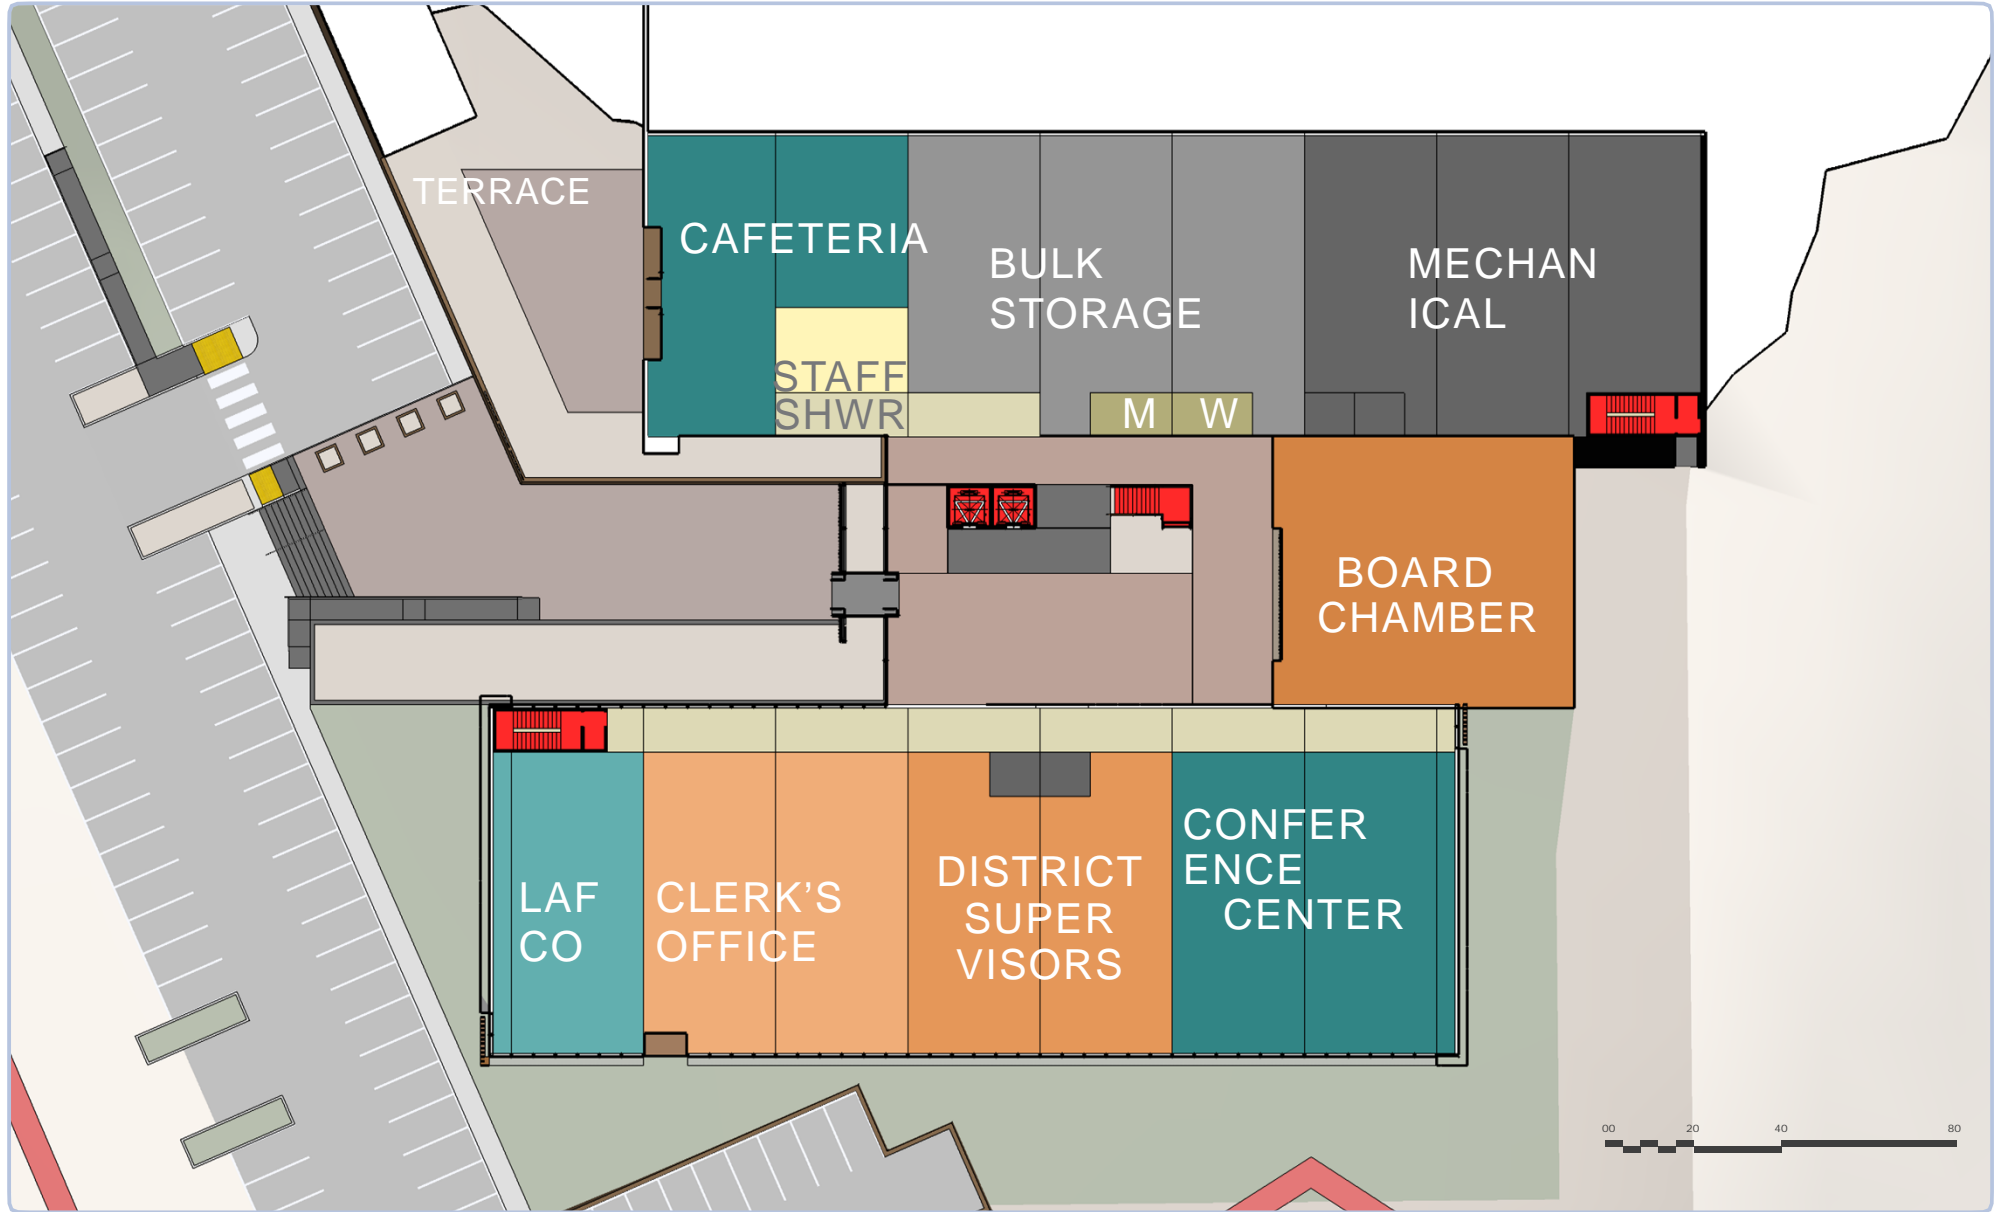 TERRACE
CAFETERIA
BULK
STORAGE
MECHAN
ICAL
STAFF
SHWR
M W
BOARD
CHAMBER
LAF
CO
CLERK’S
OFFICE
DISTRICT
SUPER
VISORS
CONFER
ENCE
CENTER
00 20 40 80